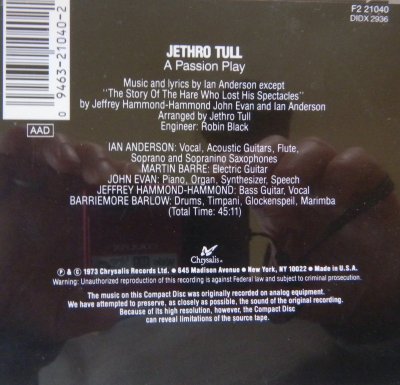 F2 21040
DIDX 2936
0 9463-21040-2
AAD
JETHRO TULL
A Passion Play
Music and lyrics by Ian Anderson except
"The Story Of The Hare Who Lost His Spectacles"
by Jeffrey Hammond-Hammond John Evan and Ian Anderson
Arranged by Jethro Tull
Engineer: Robin Black
IAN ANDERSON: Vocal, Acoustic Guitars, Flute,
Soprano and Sopranino Saxophones
MARTIN BARRE: Electric Guitar
JOHN EVAN: Piano, Organ, Synthesizer, Speech
JEFFREY HAMMOND-HAMMOND: Bass Guitar, Vocal
BARRIEMORE BARLOW: Drums, Timpani, Glockenspeil, Marimba
(Total Time: 45:11)
Chrysalis
℗ & © 1973 Chrysalis Records Ltd. ● 645 Madison Avenue ● New York, NY, 10022 ● Made in U.S.A.
Warning: Unauthorized reproduction of this recording is against Federal law and subject to criminal prosecution.
The music on this Compact Disc was originally recorded on analog equipment.
We have attempted to preserve, as closely as possible, the sound of the original recording.
Because of its high resolution, however, the Compact Disc
can reveal limitations of the source tape.